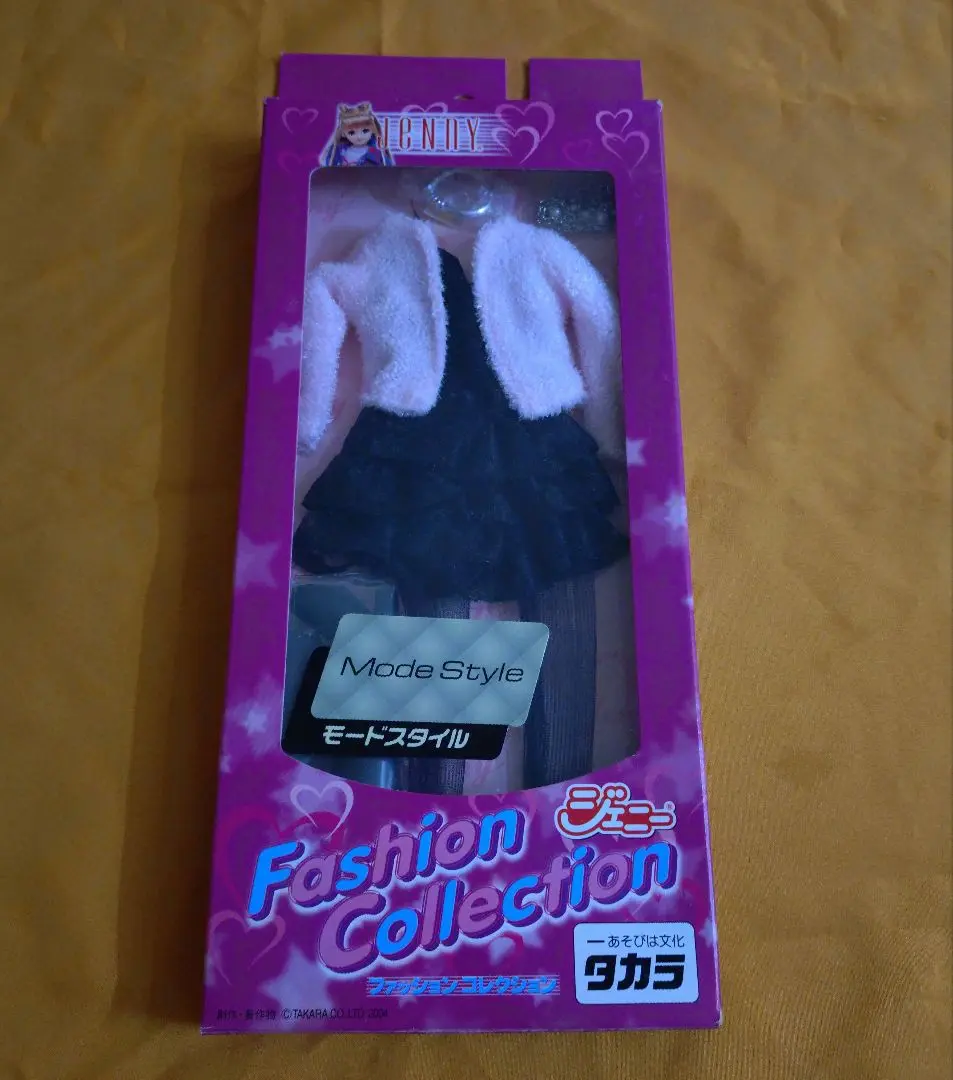 JENNY®
Mode Style
モードスタイル
ジェニー®
Fashion
Collection
ファッションコレクション
―あそびは文化
タカラ
©TAKARA CO.,LTD. 2004